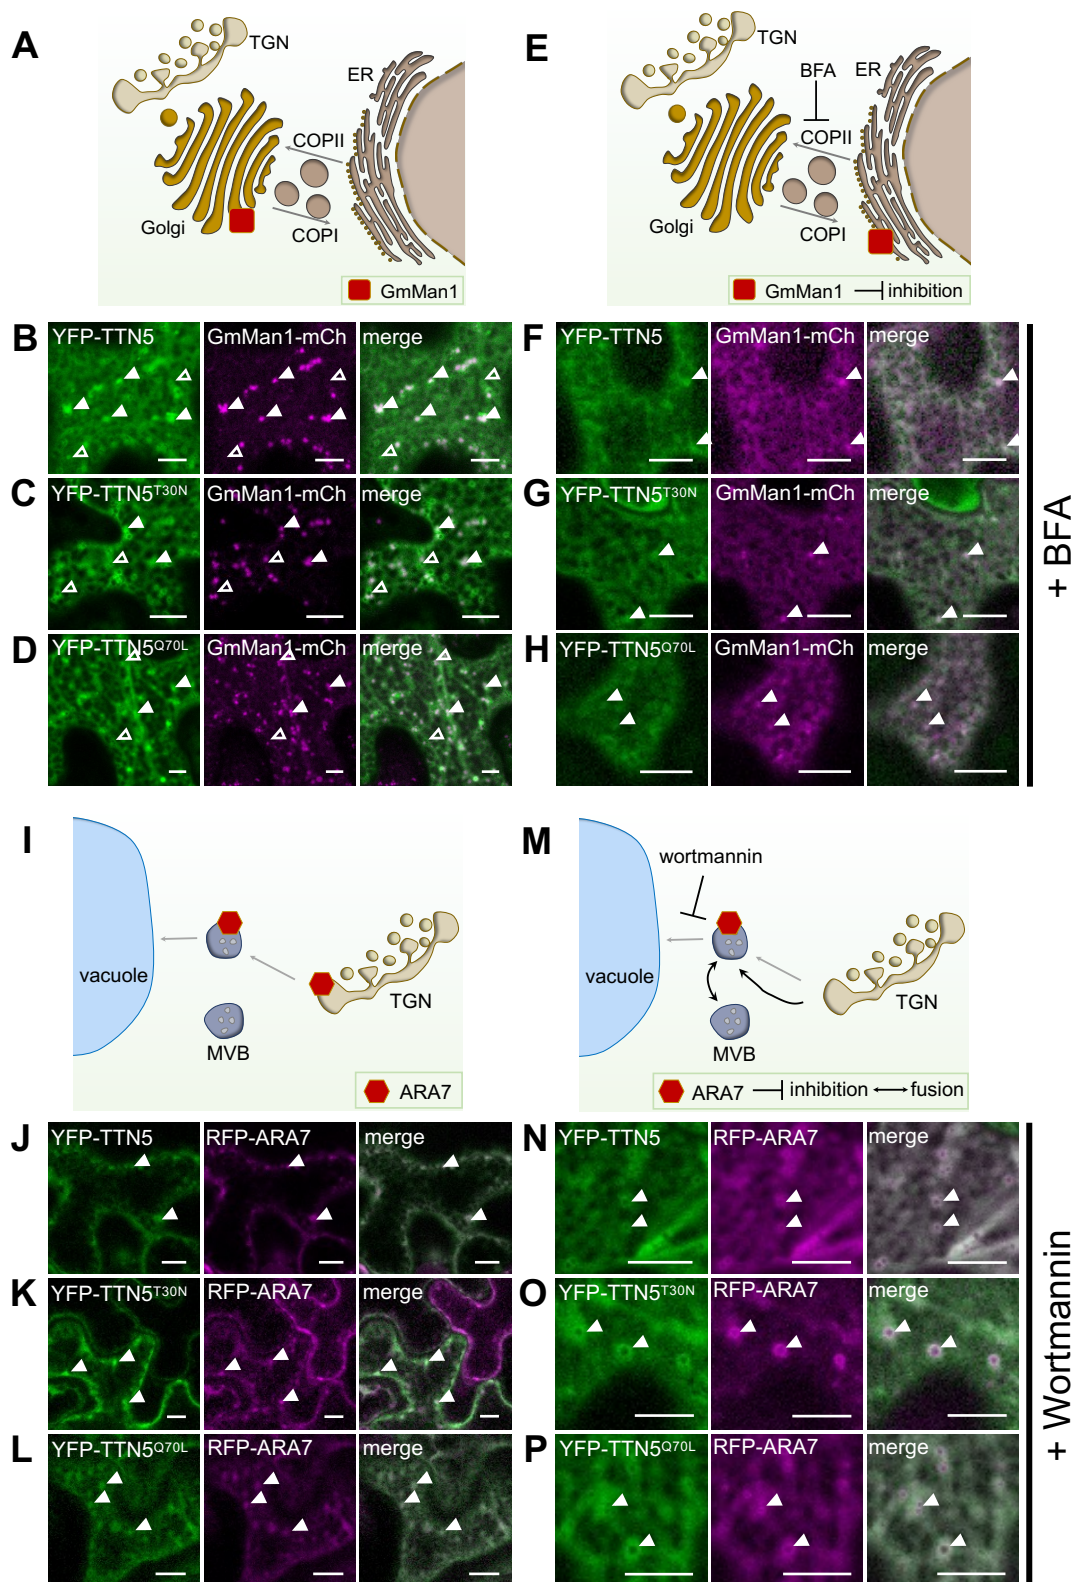 A
TGN
ER
COPII
Golgi
COPI
GmMan1
E
TGN
BFA
ER
COPII
Golgi
COPI
GmMan1 inhibition
B YFP-TTN5 GmMan1-mCh merge
F YFP-TTN5 GmMan1-mCh merge
C YFP-TTN5T30N GmMan1-mCh merge
G YFP-TTN5T30N GmMan1-mCh merge
D YFP-TTN5Q70L GmMan1-mCh merge
H YFP-TTN5Q70L GmMan1-mCh merge
+ BFA
I
vacuole
TGN
MVB
ARA7
M
wortmannin
vacuole
TGN
MVB
ARA7 inhibition fusion
J YFP-TTN5 RFP-ARA7 merge
N YFP-TTN5 RFP-ARA7 merge
K YFP-TTN5T30N RFP-ARA7 merge
O YFP-TTN5T30N RFP-ARA7 merge
L YFP-TTN5Q70L RFP-ARA7 merge
P YFP-TTN5Q70L RFP-ARA7 merge
+ Wortmannin